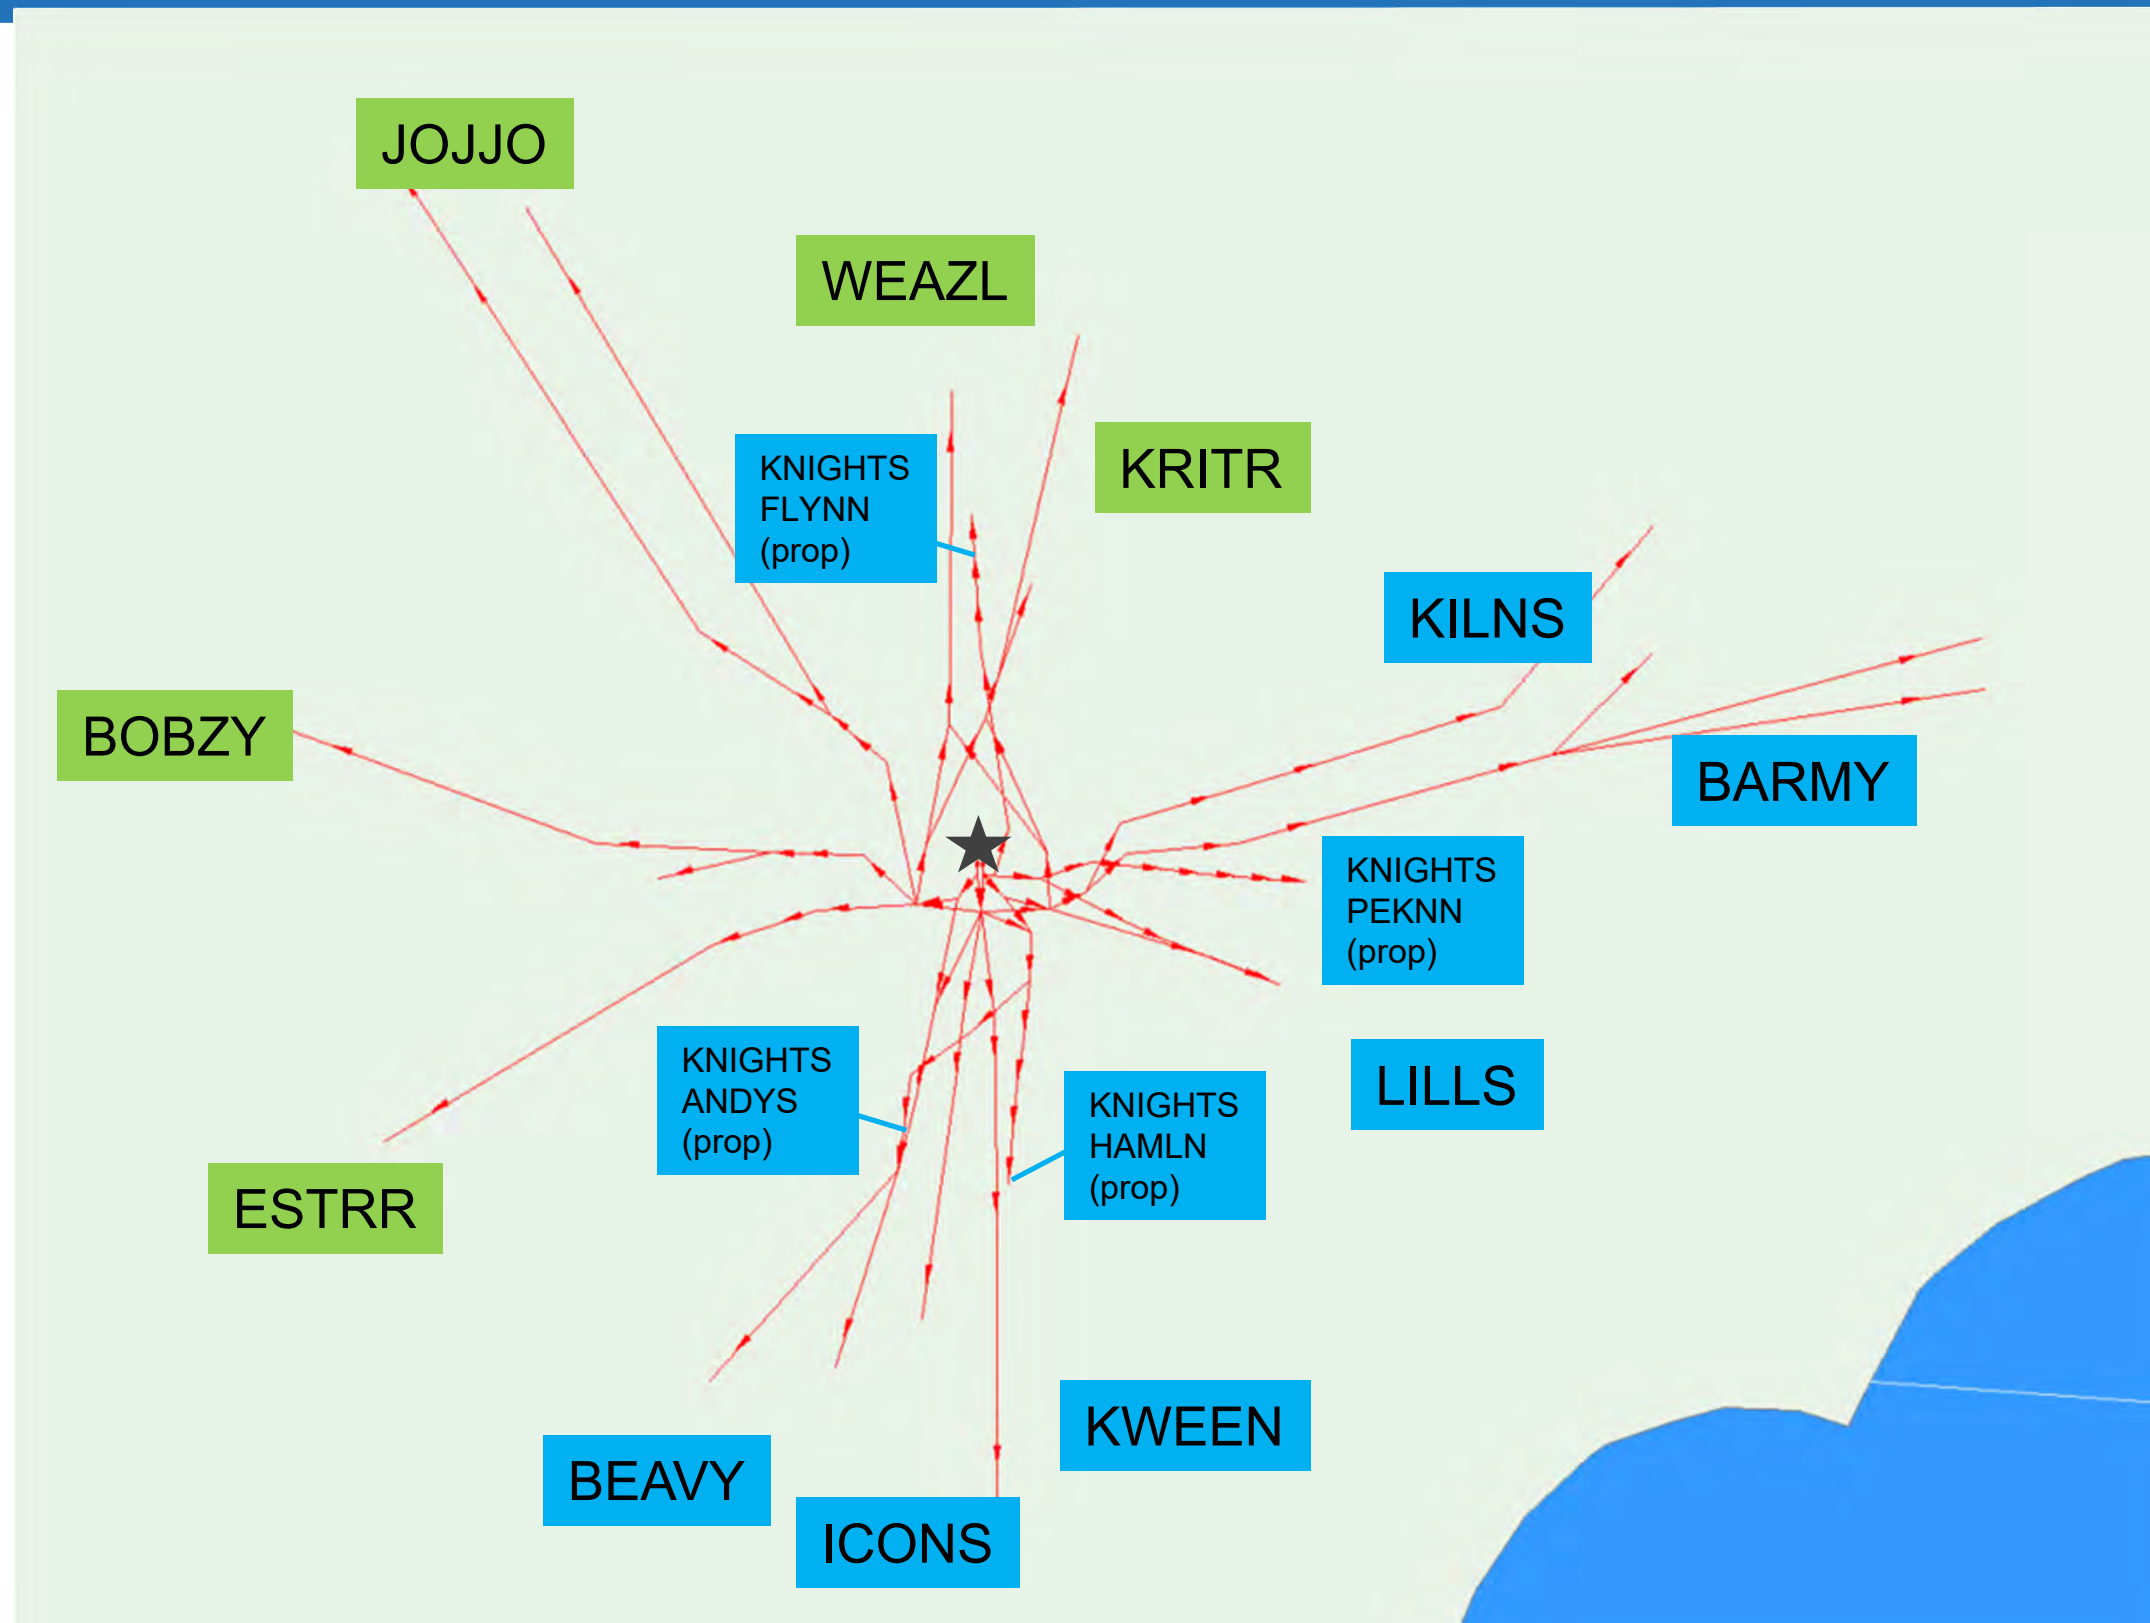 JOJJO
WEAZL
KNIGHTS
FLYNN
(prop)
KRITR
KILNS
BOBZY
BARMY
KNIGHTS
PEKNN
(prop)
KNIGHTS
ANDYS
(prop)
KNIGHTS
HAMLN
(prop)
LILLS
ESTRR
KWEEN
BEAVY
ICONS